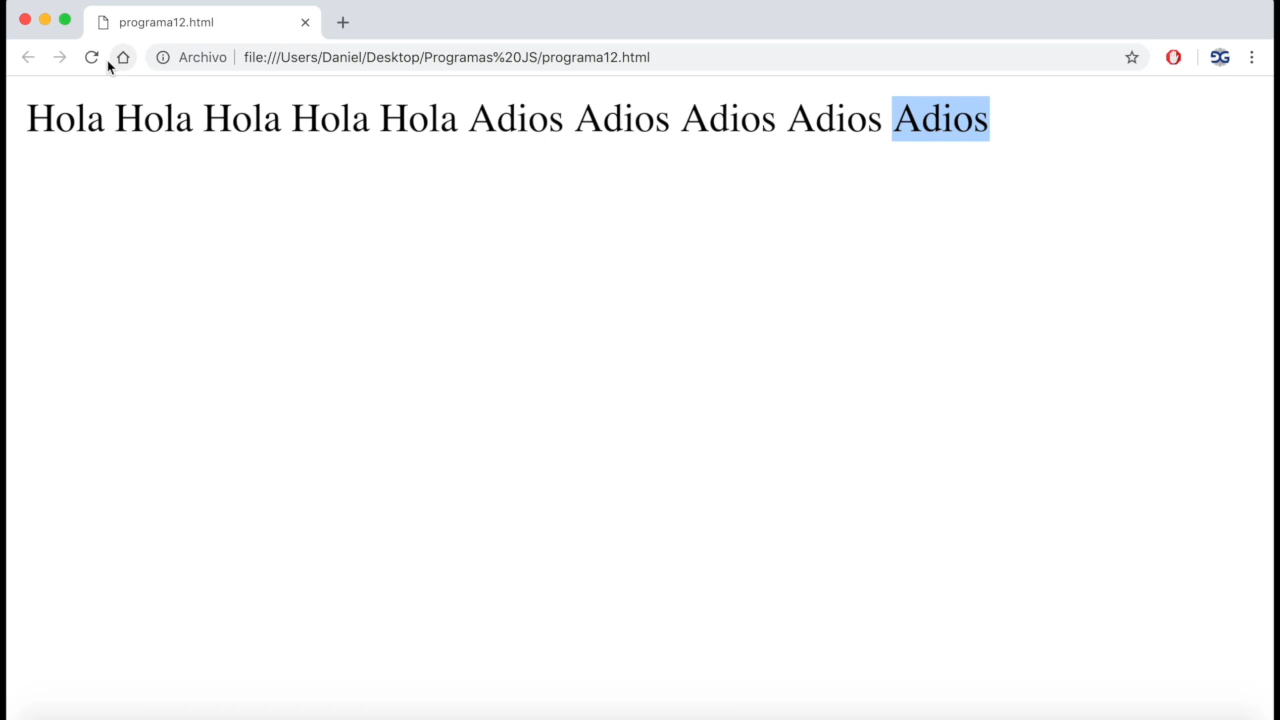 programa12.html
Archivo file:///Users/Daniel/Desktop/Programas%20JS/programa12.html
Hola Hola Hola Hola Hola Adios Adios Adios Adios Adios